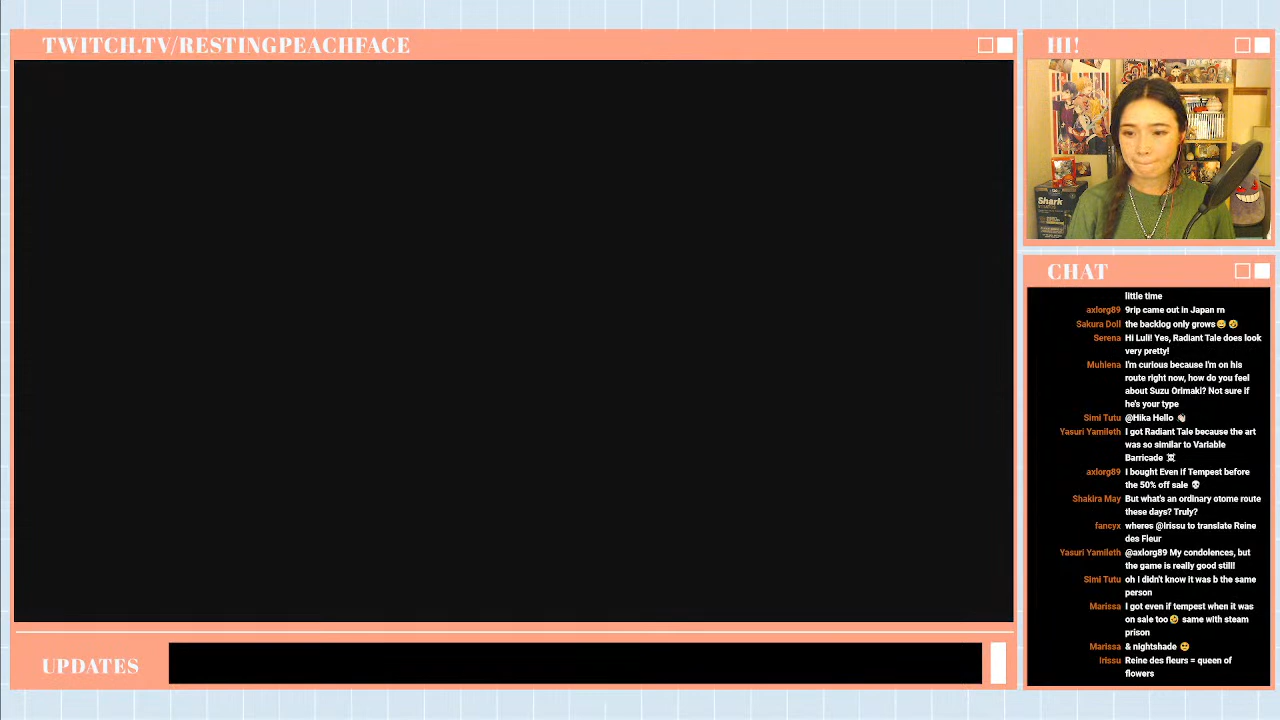 TWITCH.TV/RESTINGPEACHFACE
HI!
Shark
CHAT
little time
axlorg89 9rip came out in Japan rn
Sakura Doll the backlog only grows😅🤣
Serena Hi Luli! Yes, Radiant Tale does look
very pretty!
Muhlena I'm curious because I'm on his
route right now, how do you feel
about Suzu Orimaki? Not sure if
he's your type
Simi Tutu @Hika Hello 👋🏻
Yasuri Yamileth I got Radiant Tale because the art
was so similar to Variable
Barricade ☠️
axlorg89 I bought Even if Tempest before
the 50% off sale 💀
Shakira May But what's an ordinary otome route
these days? Truly?
fancyx wheres @Irissu to translate Reine
des Fleur
Yasuri Yamileth @axlorg89 My condolences, but
the game is really good still!
Simi Tutu oh I didn't know it was b the same
person
Marissa I got even if tempest when it was
on sale too🤣 same with steam
prison
Marissa & nightshade 🥲
Irissu Reine des fleurs = queen of
flowers
UPDATES